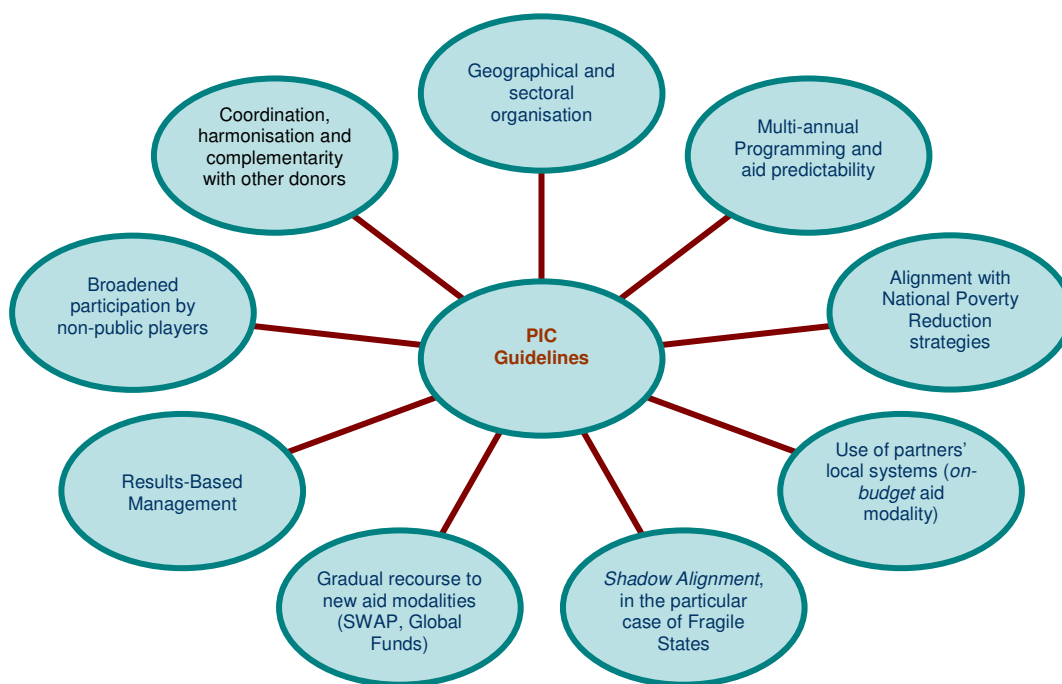 Geographical and
sectoral
organisation
Multi-annual
Programming and
aid predictability
Alignment with
National Poverty
Reduction
strategies
Use of partners’
local systems (on-
budget aid
modality)
Shadow Alignment,
in the particular
case of Fragile
States
Gradual recourse to
new aid modalities
(SWAP, Global
Funds)
Results-Based
Management
Broadened
participation by
non-public players
Coordination,
harmonisation and
complementarity
with other donors
PIC
Guidelines